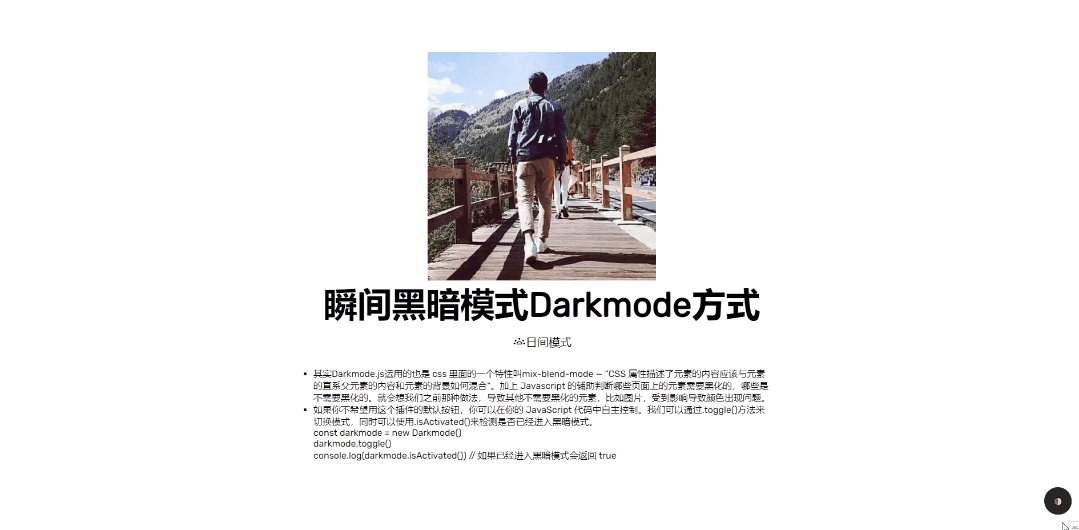 瞬间黑暗模式Darkmode方式
日间模式
其实Darkmode.js运用的也是 css 里面的一个特性叫mix-blend-mode – “CSS 属性描述了元素的内容应该与元素
的直系父元素的内容和元素的背景如何混合”。加上 Javascript 的辅助判断哪些页面上的元素需要黑化的，哪些是
不需要黑化的。就会想我们之前那种做法，导致其他不需要黑化的元素，比如图片，受到影响导致颜色出现问题。
如果你不希望用这个插件的默认按钮，你可以在你的 JavaScript 代码中自主控制。我们可以通过.toggle()方法来
切换模式，同时可以使用.isActivated()来检测是否已经进入黑暗模式。
const darkmode = new Darkmode()
darkmode.toggle()
console.log(darkmode.isActivated()) // 如果已经进入黑暗模式会返回 true